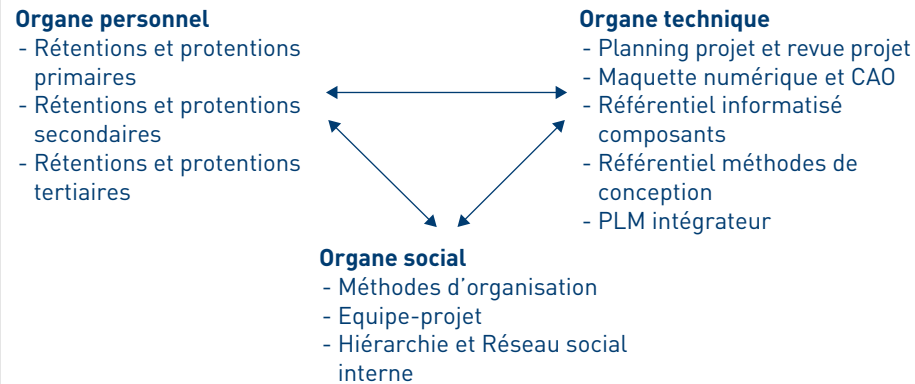 Organe personnel
- Rétentions et protentions
primaires
- Rétentions et protentions
secondaires
- Rétentions et protentions
tertiaires
Organe technique
- Planning projet et revue projet
- Maquette numérique et CAO
- Référentiel informatisé
composants
- Référentiel méthodes de
conception
- PLM intégrateur
Organe social
- Méthodes d'organisation
- Equipe-projet
- Hiérarchie et Réseau social
interne